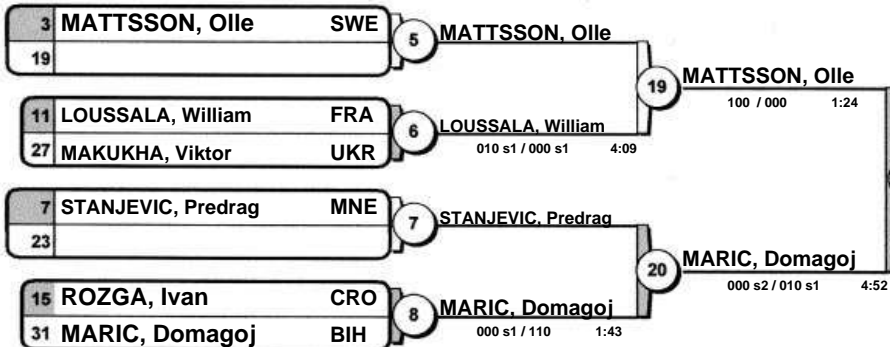 3 MATTSSON, Olle SWE
19
5 MATTSSON, Olle
11 LOUSSALA, William FRA
27 MAKUKHA, Viktor UKR
6 LOUSSALA, William
010 s1 / 000 s1 4:09
19 MATTSSON, Olle
100 / 000 1:24
7 STANJEVIC, Predrag MNE
23
7 STANJEVIC, Predrag
15 ROZGA, Ivan CRO
31 MARIC, Domagoj BIH
8 MARIC, Domagoj
000 s1 / 110 1:43
20 MARIC, Domagoj
000 s2 / 010 s1 4:52